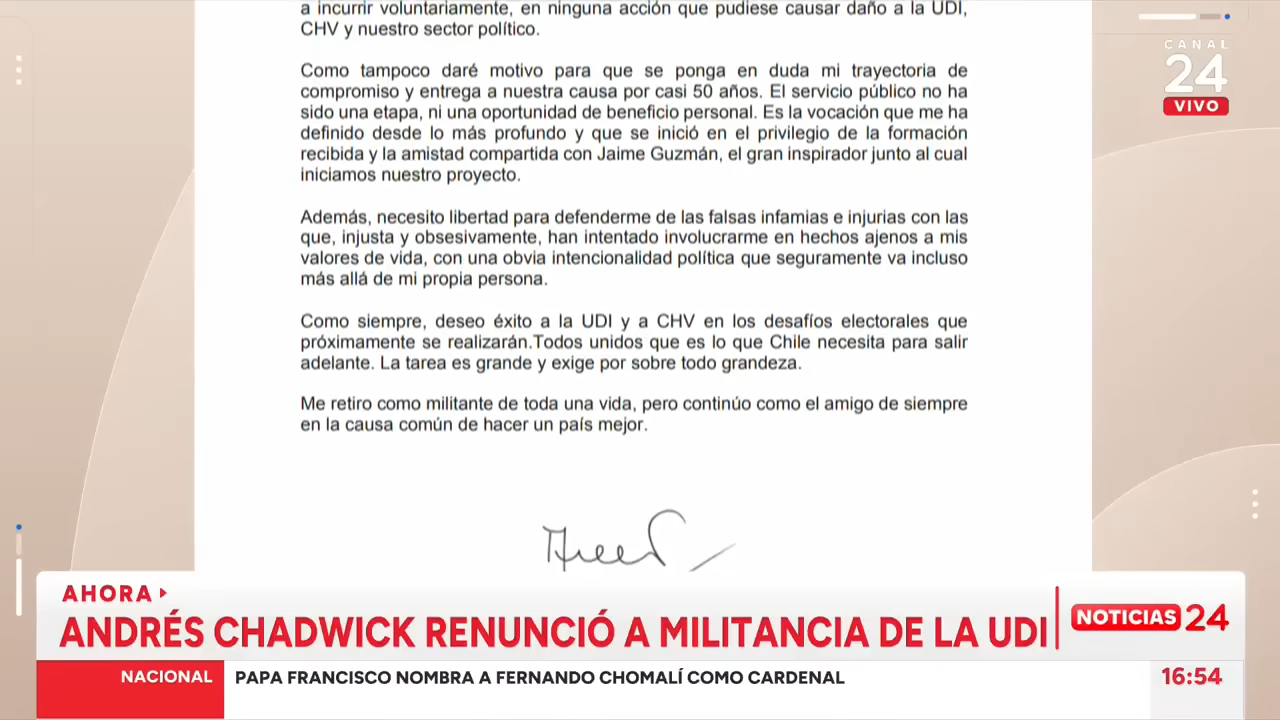 a incurrir voluntariamente, en ninguna acción que pudiese causar daño a la UDI,
CHV y nuestro sector político.
Como tampoco daré motivo para que se ponga en duda mi trayectoria de
compromiso y entrega a nuestra causa por casi 50 años. El servicio público no ha
sido una etapa, ni una oportunidad de beneficio personal. Es la vocación que me ha
definido desde lo más profundo y que se inició en el privilegio de la formación
recibida y la amistad compartida con Jaime Guzmán, el gran inspirador junto al cual
iniciamos nuestro proyecto.
Además, necesito libertad para defenderme de las falsas infamias e injurias con las
que, injusta y obsesivamente, han intentado involucrarme en hechos ajenos a mis
valores de vida, con una obvia intencionalidad política que seguramente va incluso
más allá de mi propia persona.
Como siempre, deseo éxito a la UDI y a CHV en los desafíos electorales que
próximamente se realizarán.Todos unidos que es lo que Chile necesita para salir
adelante. La tarea es grande y exige por sobre todo grandeza.
Me retiro como militante de toda una vida, pero continúo como el amigo de siempre
en la causa común de hacer un país mejor.
CANAL
24
VIVO
AHORA
ANDRÉS CHADWICK RENUNCIÓ A MILITANCIA DE LA UDI
NOTICIAS 24
NACIONAL
PAPA FRANCISCO NOMBRA A FERNANDO CHOMALÍ COMO CARDENAL
16:54